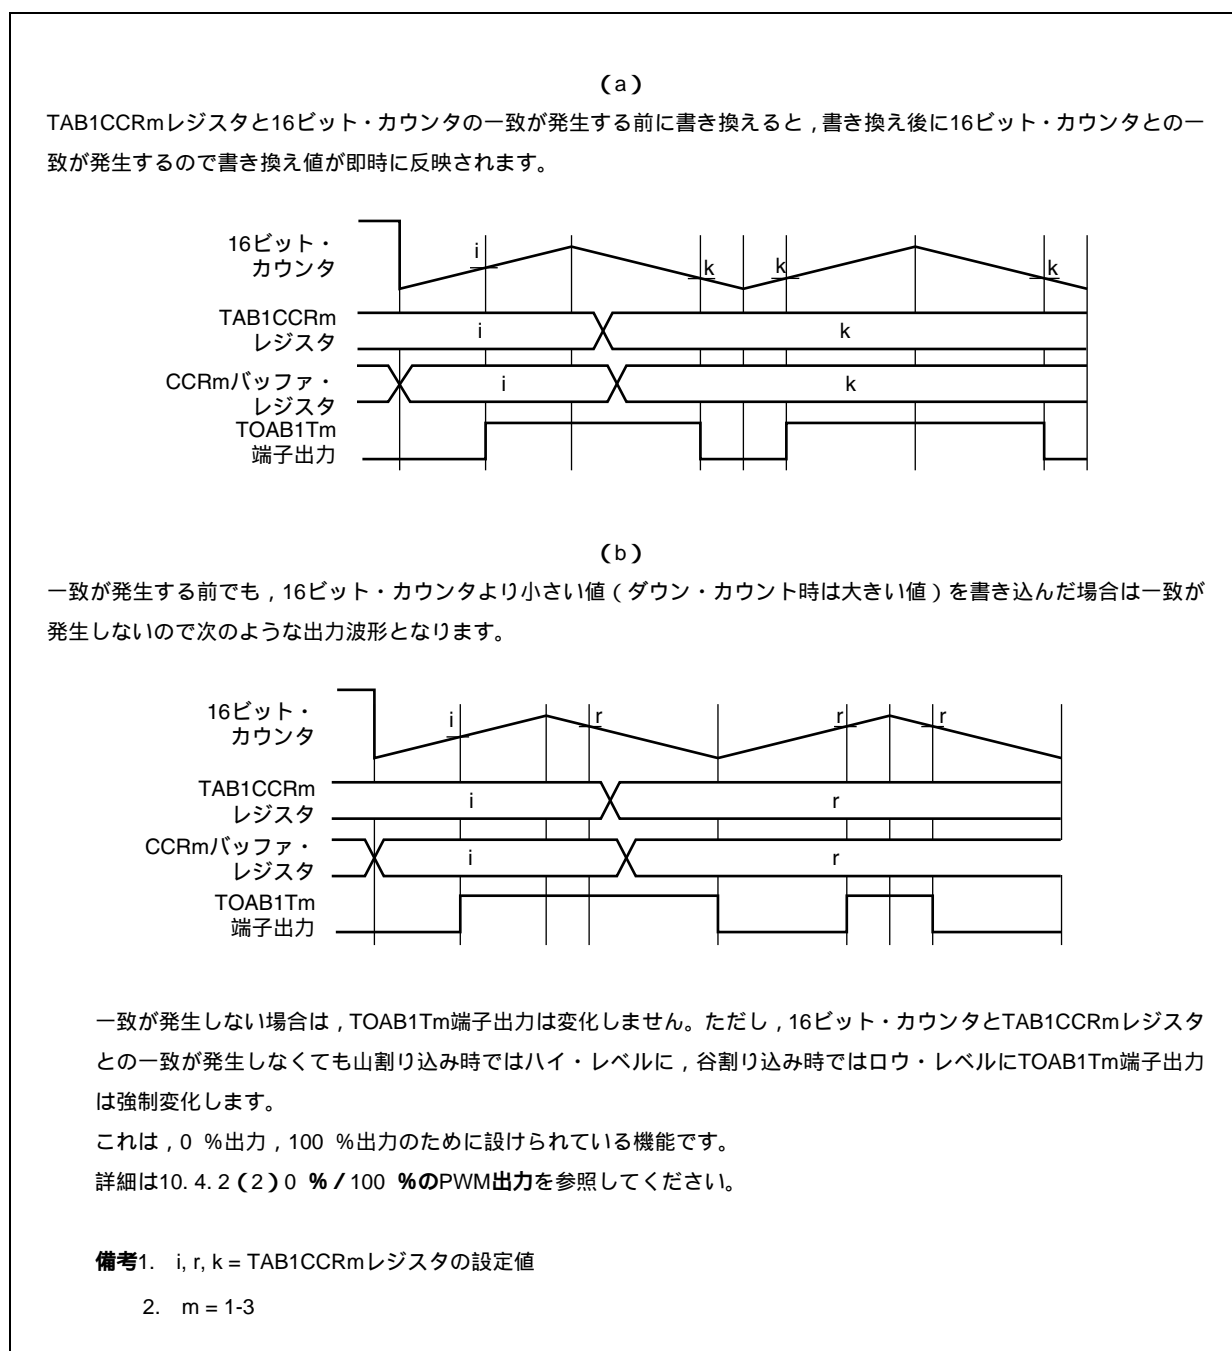 (a)
TAB1CCRmレジスタと16ビット・カウンタの一致が発生する前に書き換えると,書き換え後に16ビット・カウンタとの一
致が発生するので書き換え値が即時に反映されます。
16ビット・
カウンタ
i
k
k
k
TAB1CCRm
レジスタ
i
k
CCRmバッファ・
レジスタ
i
k
TOAB1Tm
端子出力
(b)
一致が発生する前でも,16ビット・カウンタより小さい値(ダウン・カウント時は大きい値)を書き込んだ場合は一致が
発生しないので次のような出力波形となります。
16ビット・
カウンタ
i
r
r
r
TAB1CCRm
レジスタ
i
r
CCRmバッファ・
レジスタ
i
r
TOAB1Tm
端子出力
一致が発生しない場合は,TOAB1Tm端子出力は変化しません。ただし,16ビット・カウンタとTAB1CCRmレジスタ
との一致が発生しなくても山割り込み時ではハイ・レベルに,谷割り込み時ではロウ・レベルにTOAB1Tm端子出力
は強制変化します。
これは,0 %出力,100 %出力のために設けられている機能です。
詳細は10. 4. 2(2)0 %/100 %のPWM出力を参照してください。
備考1. i, r, k = TAB1CCRmレジスタの設定値
2. m = 1-3